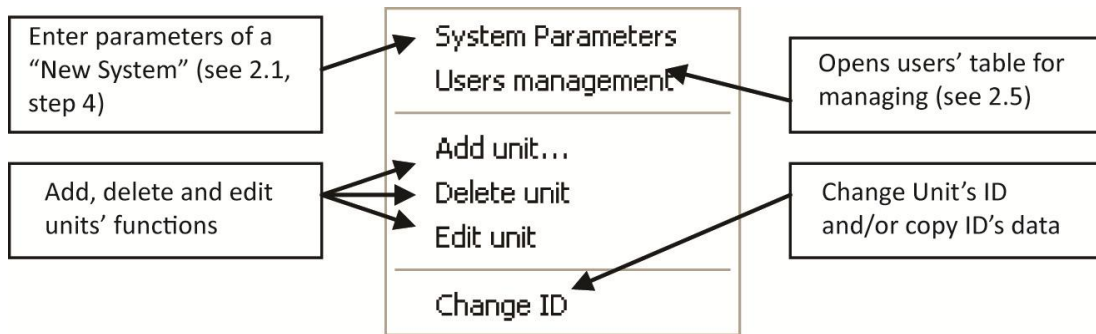 Enter parameters of a
“New System” (see 2.1,
step 4)
System Parameters
Users management
Opens users’ table for
managing (see 2.5)
Add, delete and edit
units’ functions
Add unit...
Delete unit
Edit unit
Change Unit’s ID
and/or copy ID’s data
Change ID